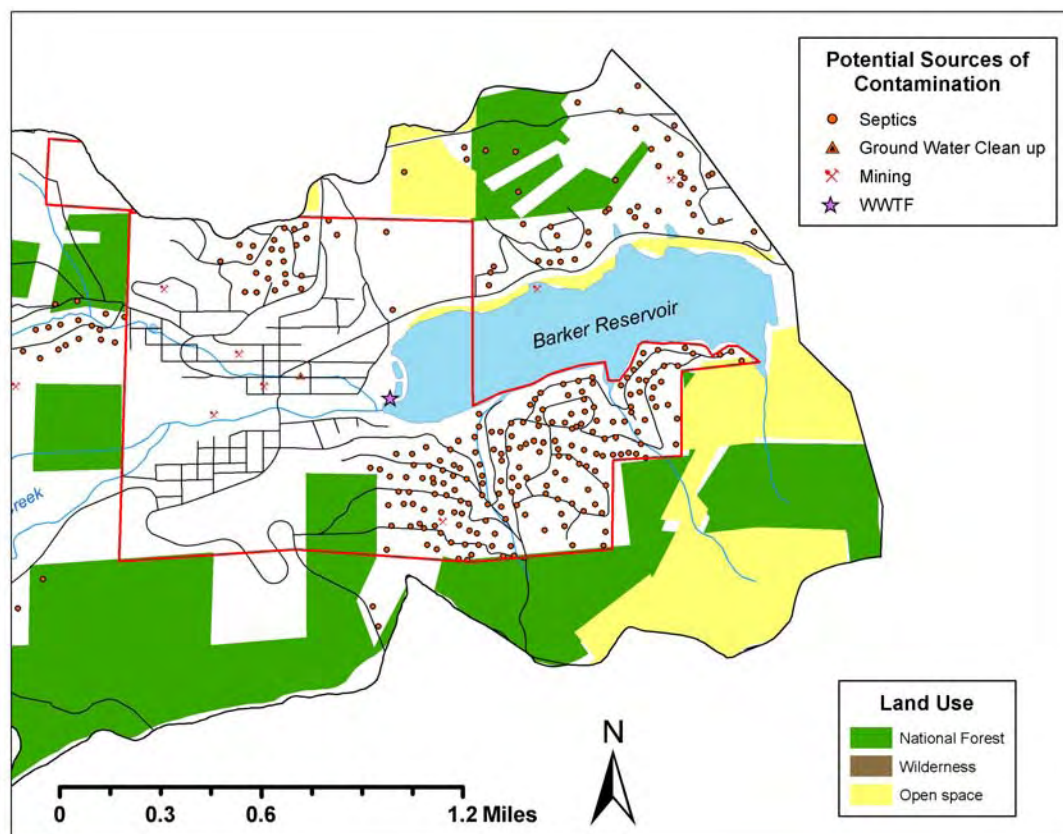 Potential Sources of
Contamination
Septics
Ground Water Clean up
Mining
WWTF
Barker Reservoir
reek
Land Use
National Forest
Wilderness
Open space
N
0 0.3 0.6 1.2 Miles